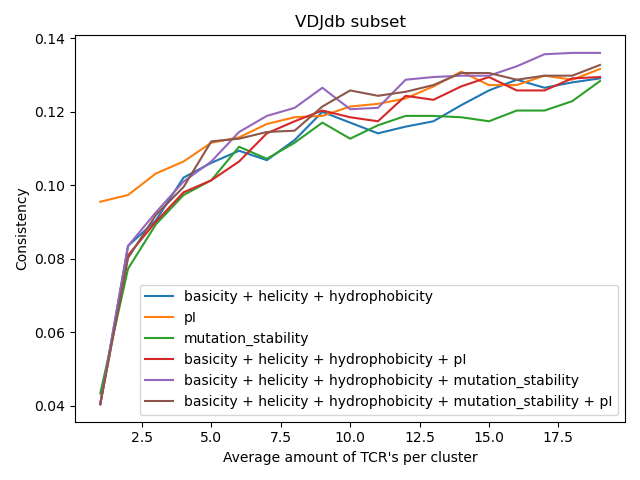 VDJdb subset
Consistency
0.14
0.12
0.10
0.08
0.06
0.04
basicity + helicity + hydrophobicity
pI
mutation_stability
basicity + helicity + hydrophobicity + pI
basicity + helicity + hydrophobicity + mutation_stability
basicity + helicity + hydrophobicity + mutation_stability + pI
2.5 5.0 7.5 10.0 12.5 15.0 17.5
Average amount of TCR's per cluster